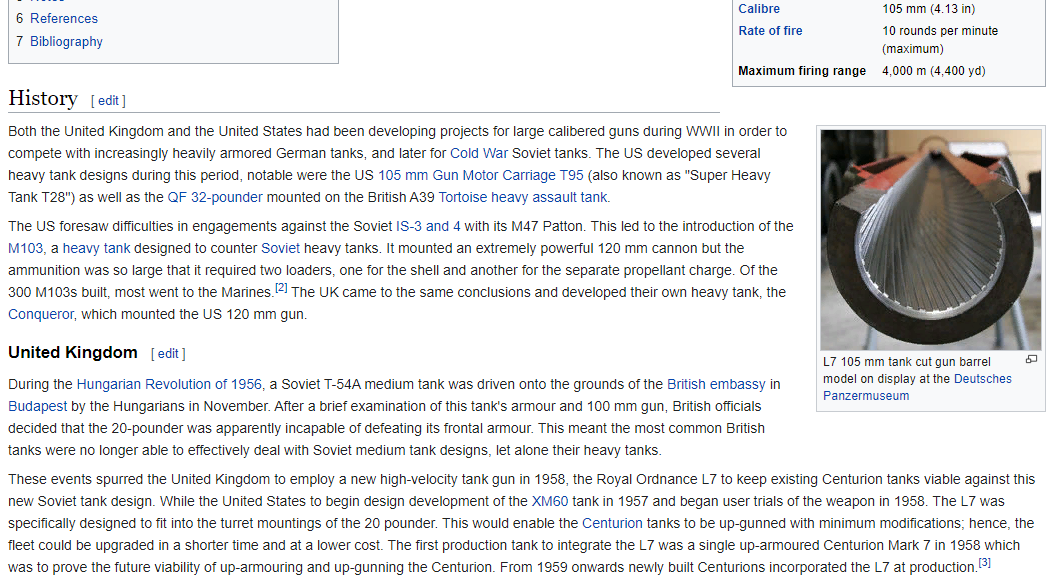 6 References
7 Bibliography
Calibre 105 mm (4.13 in)
Rate of fire 10 rounds per minute
(maximum)
Maximum firing range 4,000 m (4,400 yd)
History [ edit ]
Both the United Kingdom and the United States had been developing projects for large calibered guns during WWII in order to
compete with increasingly heavily armored German tanks, and later for Cold War Soviet tanks. The US developed several
heavy tank designs during this period, notable were the US 105 mm Gun Motor Carriage T95 (also known as "Super Heavy
Tank T28") as well as the QF 32-pounder mounted on the British A39 Tortoise heavy assault tank.
The US foresaw difficulties in engagements against the Soviet IS-3 and 4 with its M47 Patton. This led to the introduction of the
M103, a heavy tank designed to counter Soviet heavy tanks. It mounted an extremely powerful 120 mm cannon but the
ammunition was so large that it required two loaders, one for the shell and another for the separate propellant charge. Of the
300 M103s built, most went to the Marines.[2] The UK came to the same conclusions and developed their own heavy tank, the
Conqueror, which mounted the US 120 mm gun.
L7 105 mm tank cut gun barrel
model on display at the Deutsches
Panzermuseum
United Kingdom [ edit ]
During the Hungarian Revolution of 1956, a Soviet T-54A medium tank was driven onto the grounds of the British embassy in
Budapest by the Hungarians in November. After a brief examination of this tank's armour and 100 mm gun, British officials
decided that the 20-pounder was apparently incapable of defeating its frontal armour. This meant the most common British
tanks were no longer able to effectively deal with Soviet medium tank designs, let alone their heavy tanks.
These events spurred the United Kingdom to employ a new high-velocity tank gun in 1958, the Royal Ordnance L7 to keep existing Centurion tanks viable against this
new Soviet tank design. While the United States to begin design development of the XM60 tank in 1957 and began user trials of the weapon in 1958. The L7 was
specifically designed to fit into the turret mountings of the 20 pounder. This would enable the Centurion tanks to be up-gunned with minimum modifications; hence, the
fleet could be upgraded in a shorter time and at a lower cost. The first production tank to integrate the L7 was a single up-armoured Centurion Mark 7 in 1958 which
was to prove the future viability of up-armouring and up-gunning the Centurion. From 1959 onwards newly built Centurions incorporated the L7 at production.[3]